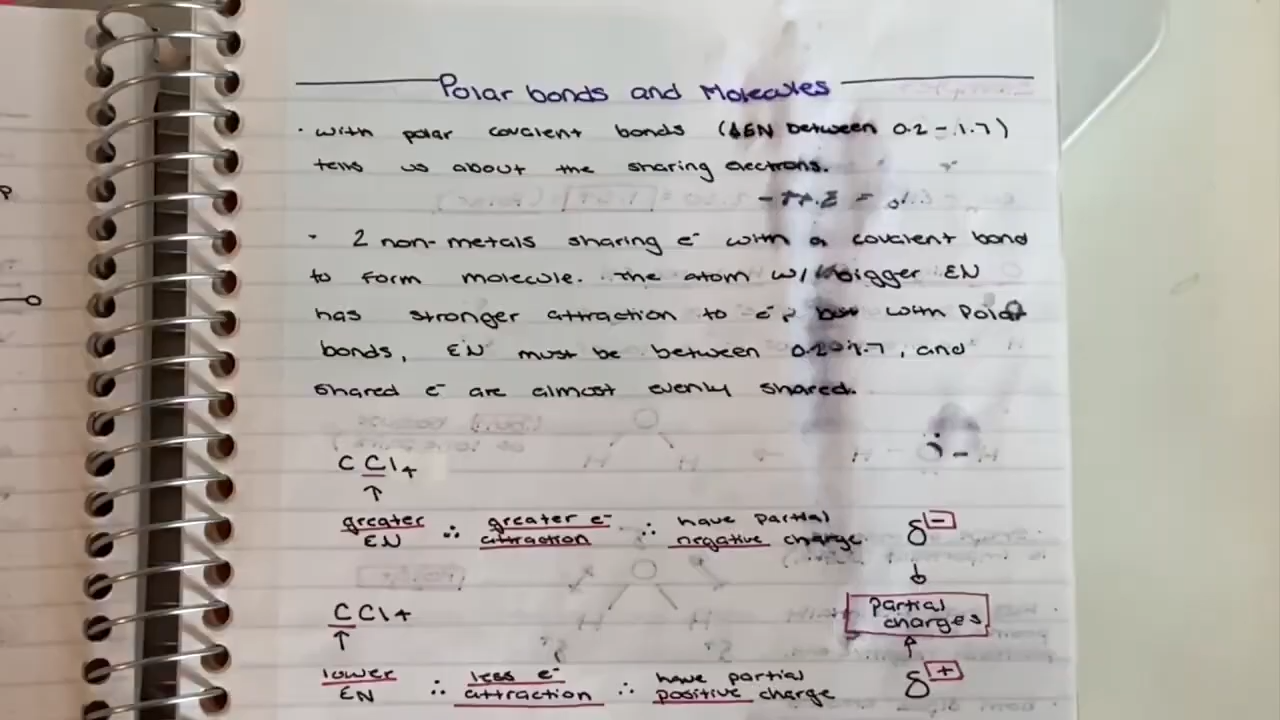 Polar bonds and Molecules
· with polar covalent bonds (ΔEN between 0.2 - 1.7)
tells us about the sharing electrons.
· 2 non-metals sharing e⁻ with a covalent bond
to form molecule. The atom w/ bigger EN
has stronger attraction to e⁻, but with Polar
bonds, EN must be between 0.2-1.7, and
shared e⁻ are almost evenly shared.
CCl4
↑
greater EN ∴ greater e⁻ attraction ∴ have partial negative charge. δ⁻
↓
partial charges
CCl4
↑
↑
lower EN ∴ less e⁻ attraction ∴ have partial positive charge δ⁺